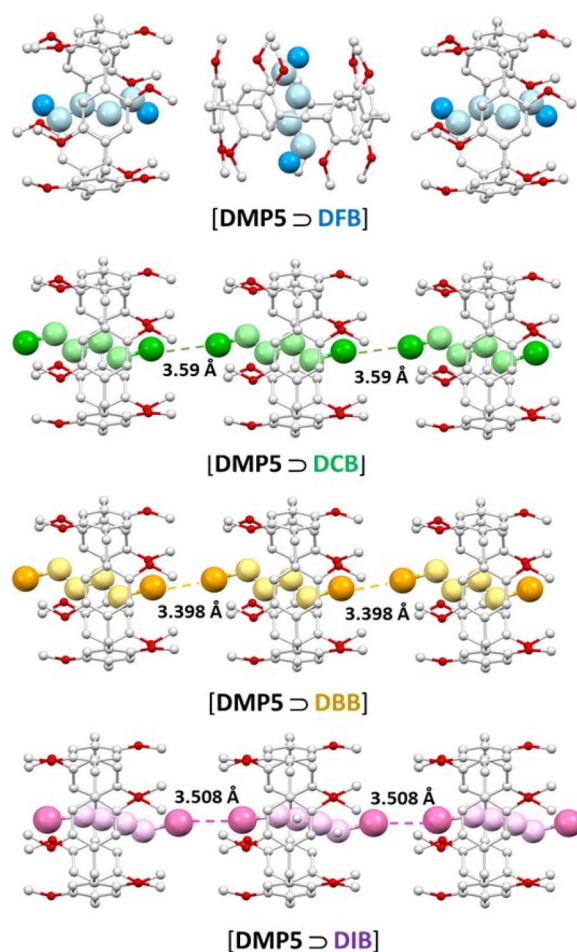 [DMP5 ⊃ DFB]
3.59 Å 3.59 Å
[DMP5 ⊃ DCB]
3.398 Å 3.398 Å
[DMP5 ⊃ DBB]
3.508 Å 3.508 Å
[DMP5 ⊃ DIB]